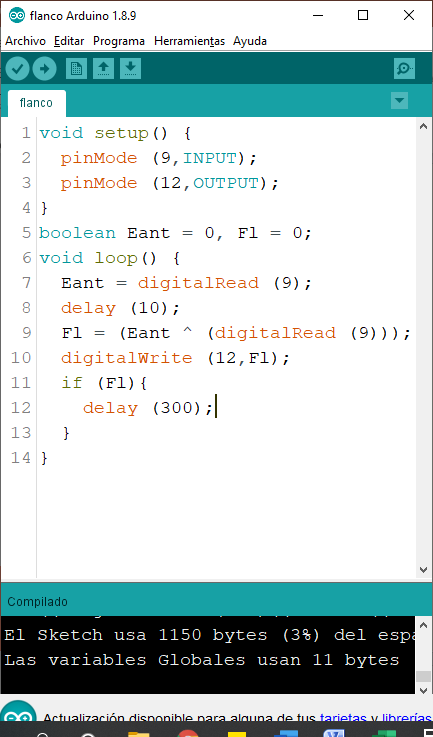 flanco Arduino 1.8.9
Archivo Editar Programa Herramientas Ayuda
flanco
1 void setup() {
2 pinMode (9,INPUT);
3 pinMode (12,OUTPUT);
4 }
5 boolean Eant = 0, Fl = 0;
6 void loop() {
7 Eant = digitalRead (9);
8 delay (10);
9 Fl = (Eant ^ (digitalRead (9)));
10 digitalWrite (12,Fl);
11 if (Fl){
12 delay (300);
13 }
14 }
Compilado
El Sketch usa 1150 bytes (3%) del espa
Las variables Globales usan 11 bytes
Actualización disponible para alguna de tus tarjetas y librerías